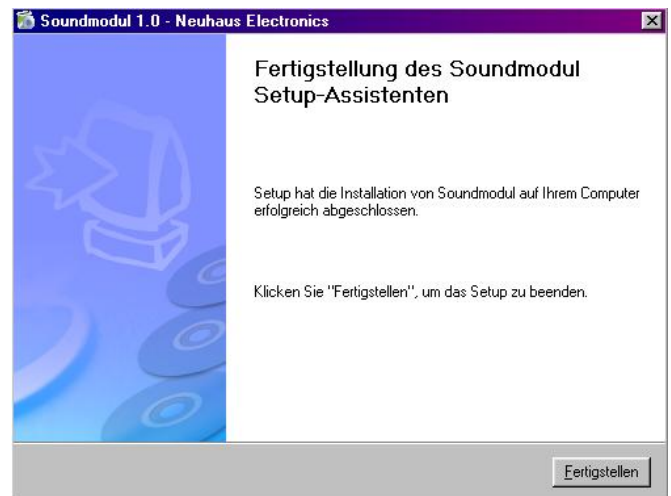 Soundmodul 1.0 - Neuhaus Electronics
Fertigstellung des Soundmodul
Setup-Assistenten
Setup hat die Installation von Soundmodul auf Ihrem Computer
erfolgreich abgeschlossen.
Klicken Sie "Fertigstellen", um das Setup zu beenden.
Fertigstellen